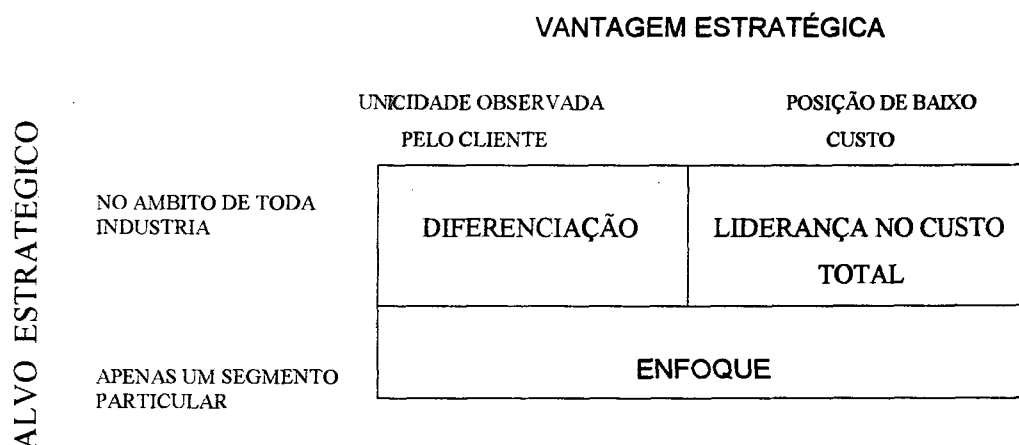 VANTAGEM ESTRATÉGICA
UNICIDADE OBSERVADA
PELO CLIENTE
POSIÇÃO DE BAIXO
CUSTO
ALVO ESTRATEGICO
NO AMBITO DE TODA
INDUSTRIA
DIFERENCIAÇÃO
LIDERANÇA NO CUSTO
TOTAL
APENAS UM SEGMENTO
PARTICULAR
ENFOQUE